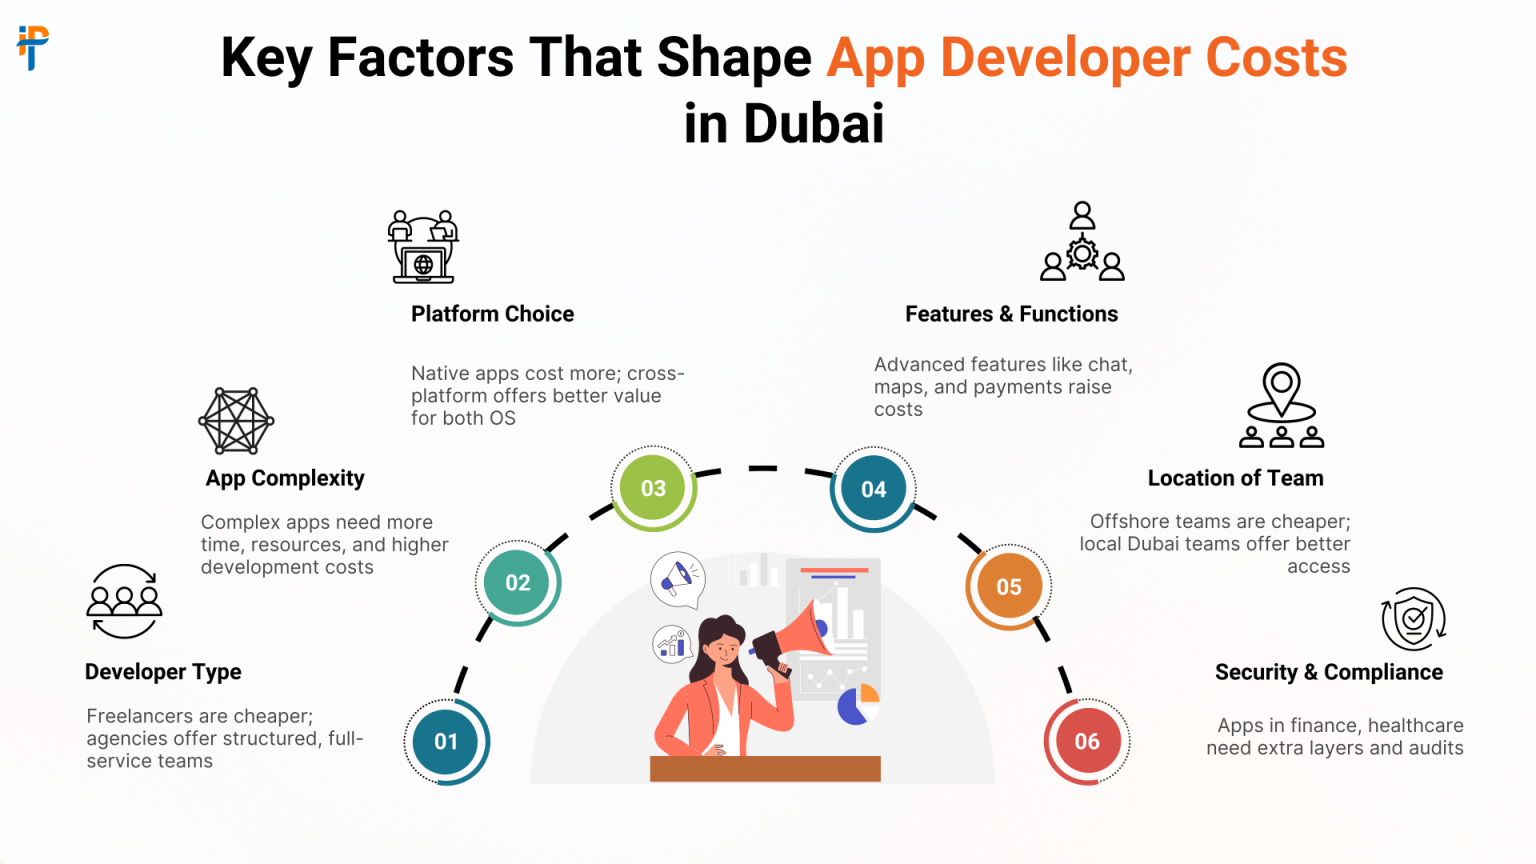 Key Factors That Shape App Developer Costs
in Dubai
Platform Choice
Native apps cost more; cross-
platform offers better value
for both OS
Features & Functions
Advanced features like chat,
maps, and payments raise
costs
App Complexity
Complex apps need more
time, resources, and higher
development costs
Location of Team
Offshore teams are cheaper;
local Dubai teams offer better
access
Developer Type
Freelancers are cheaper;
agencies offer structured, full-
service teams
Security & Compliance
Apps in finance, healthcare
need extra layers and audits
01
02
03
04
05
06